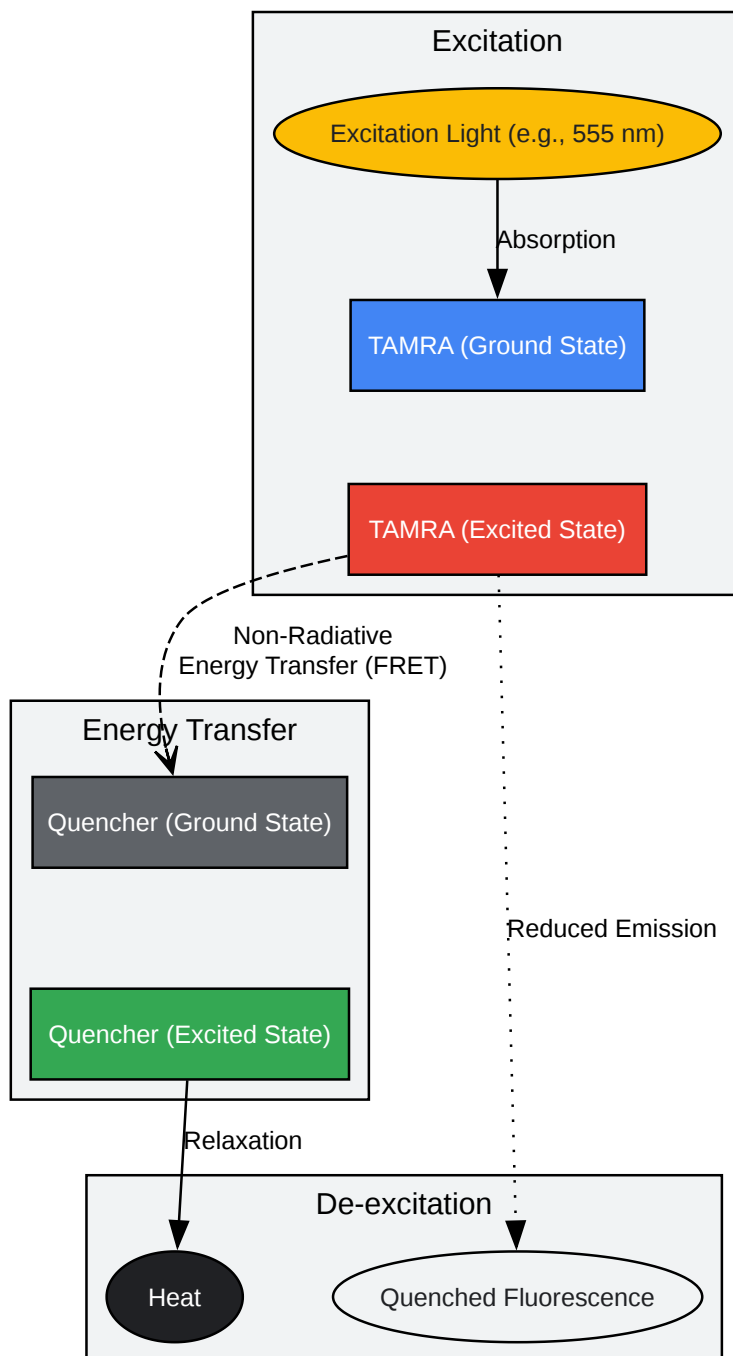 Excitation
Excitation Light (e.g., 555 nm)
Absorption
TAMRA (Ground State)
TAMRA (Excited State)
Non-Radiative
Energy Transfer (FRET)
Energy Transfer
Quencher (Ground State)
Reduced Emission
Quencher (Excited State)
Relaxation
De-excitation
Heat
Quenched Fluorescence